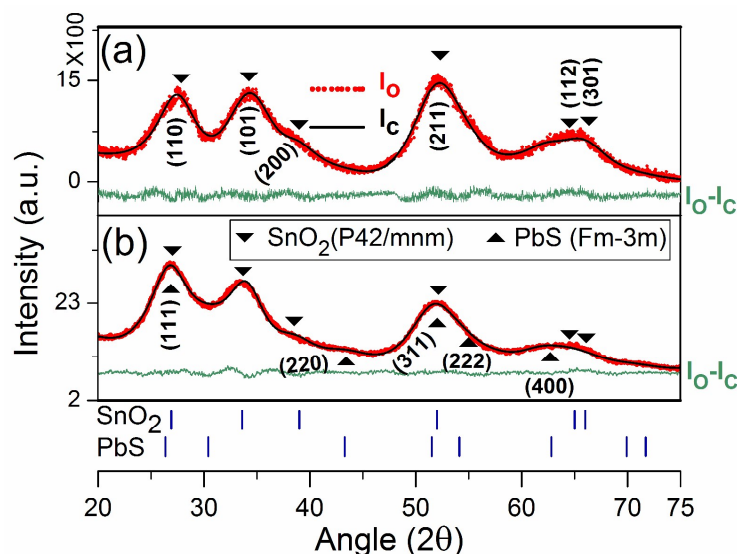 X100
15
0
(a)
I_O
I_C
(110)
(101)
(200)
(211)
(112)
(301)
I_O-I_C
Intensity (a.u.)
(b)
SnO₂(P42/mnm)
PbS (Fm-3m)
23
2
(111)
(220)
(311)
(222)
(400)
I_O-I_C
SnO₂
PbS
20 30 40 50 60 70 75
Angle (2θ)